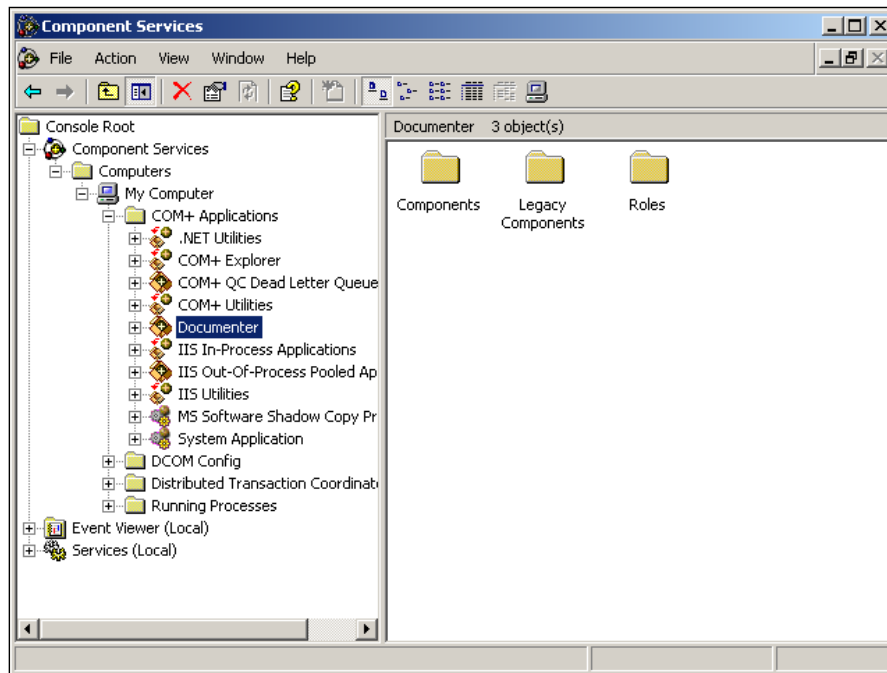 Component Services
File Action View Window Help
Console Root
Component Services
Computers
My Computer
COM+ Applications
.NET Utilities
COM+ Explorer
COM+ QC Dead Letter Queue
COM+ Utilities
Documenter
IIS In-Process Applications
IIS Out-Of-Process Pooled Ap
IIS Utilities
MS Software Shadow Copy Pr
System Application
DCOM Config
Distributed Transaction Coordinat
Running Processes
Event Viewer (Local)
Services (Local)
Documenter 3 object(s)
Components
Legacy
Components
Roles